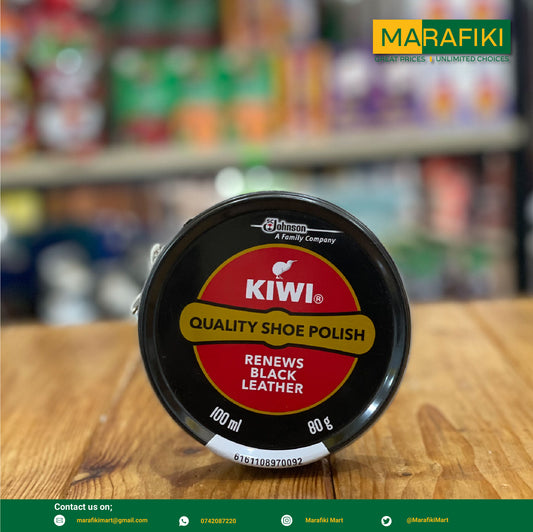 MARAFIKI
GREAT PRICES UNLIMITED CHOICES
SC Johnson
A Family Company
KIWI®
QUALITY SHOE POLISH
RENEWS
BLACK
LEATHER
100 ml 80 g
6161108970092
Contact us on;
marafikimart@gmail.com 0742087220 Marafiki Mart @MarafikiMart